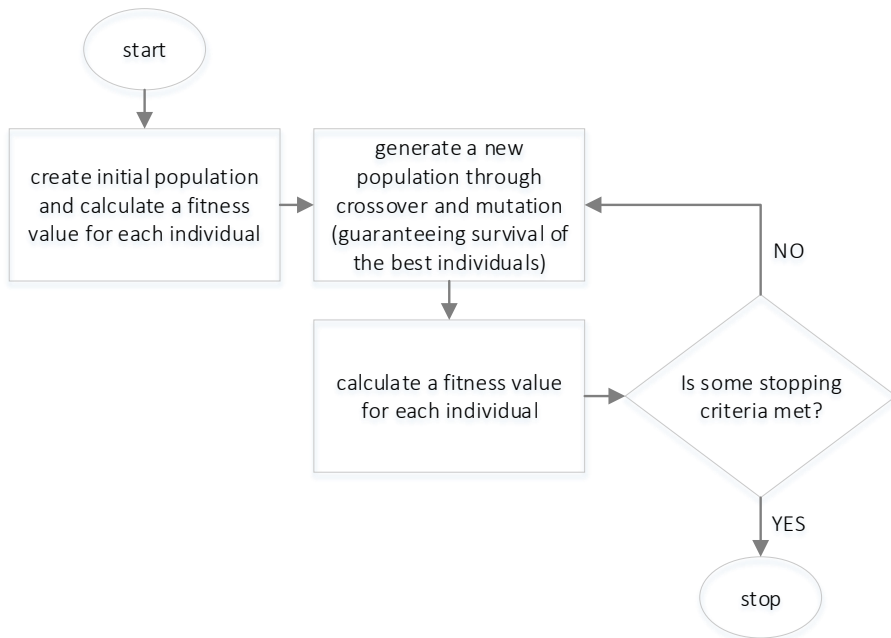 start
create initial population
and calculate a fitness
value for each individual
generate a new
population through
crossover and mutation
(guaranteeing survival of
the best individuals)
NO
calculate a fitness value
for each individual
Is some stopping
criteria met?
YES
stop